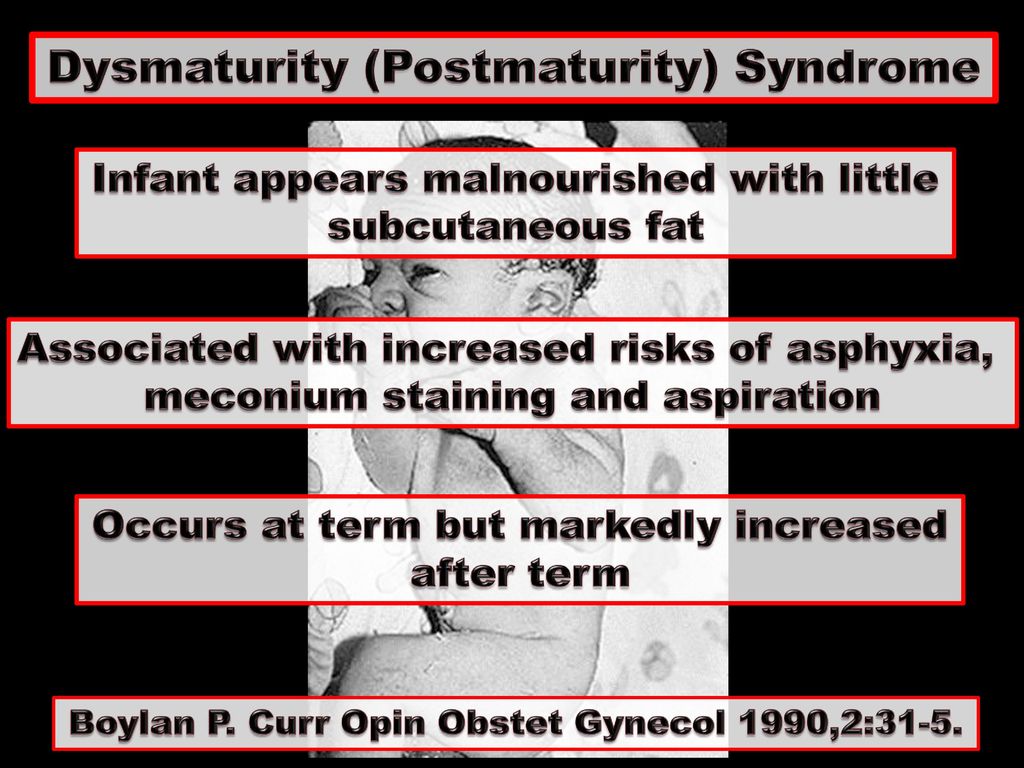 Dysmaturity (Postmaturity) Syndrome
Infant appears malnourished with little
subcutaneous fat
Associated with increased risks of asphyxia,
meconium staining and aspiration
Occurs at term but markedly increased
after term
Boylan P. Curr Opin Obstet Gynecol 1990,2:31-5.